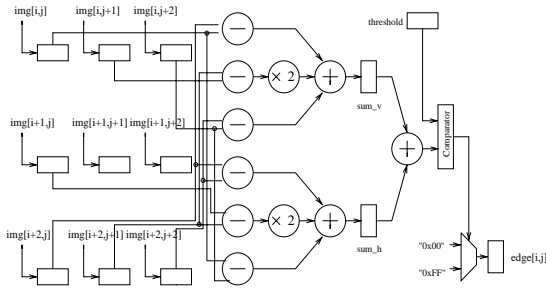 img[i,j] img[i,j+1] img[i,j+2]
threshold
× 2
sum_v
img[i+1,j] img[i+1,j+1] img[i+1,j+2]
Comparator
img[i+2,j] img[i+2,j+1] img[i+2,j+2]
× 2
sum_h
"0x00"
"0xFF"
edge[i,j]